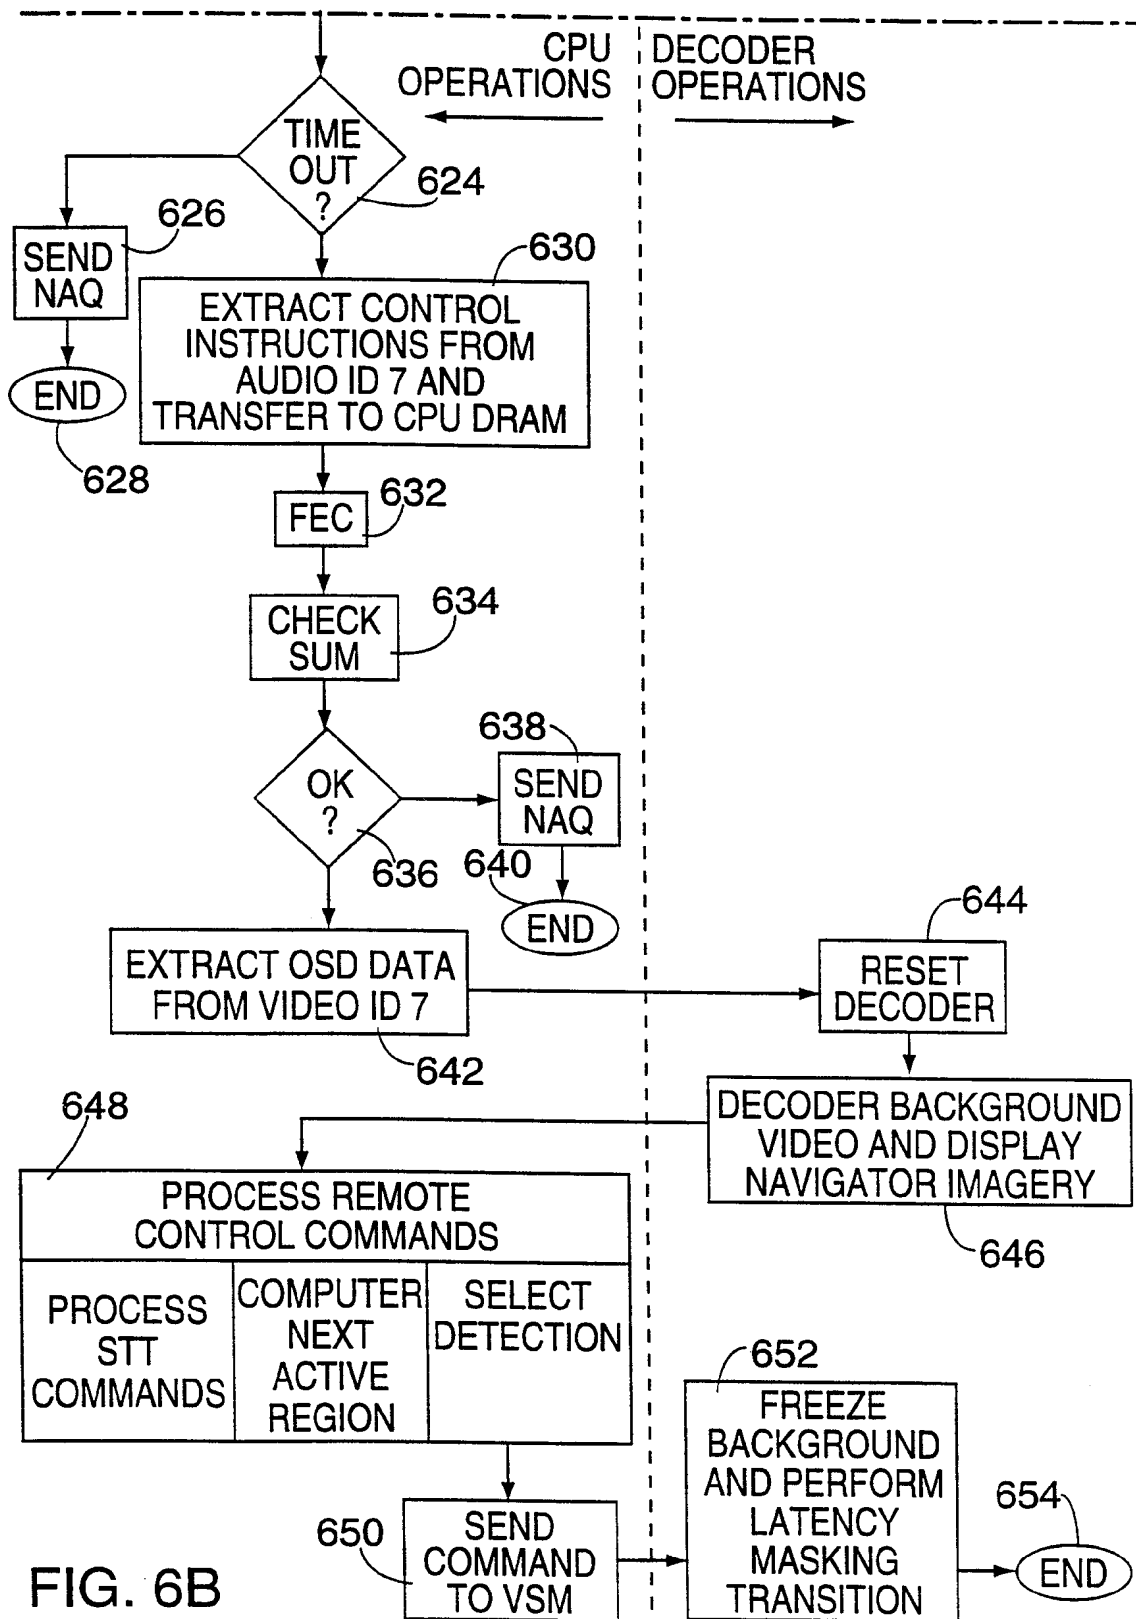 CPU
OPERATIONS
DECODER
OPERATIONS
TIME
OUT
?
624
626
SEND
NAQ
END
628
630
EXTRACT CONTROL
INSTRUCTIONS FROM
AUDIO ID 7 AND
TRANSFER TO CPU DRAM
632
FEC
634
CHECK
SUM
OK
?
636
638
SEND
NAQ
640
END
EXTRACT OSD DATA
FROM VIDEO ID 7
642
644
RESET
DECODER
DECODER BACKGROUND
VIDEO AND DISPLAY
NAVIGATOR IMAGERY
646
648
PROCESS REMOTE
CONTROL COMMANDS
PROCESS
STT
COMMANDS
COMPUTER
NEXT
ACTIVE
REGION
SELECT
DETECTION
650
SEND
COMMAND
TO VSM
652
FREEZE
BACKGROUND
AND PERFORM
LATENCY
MASKING
TRANSITION
654
END
FIG. 6B